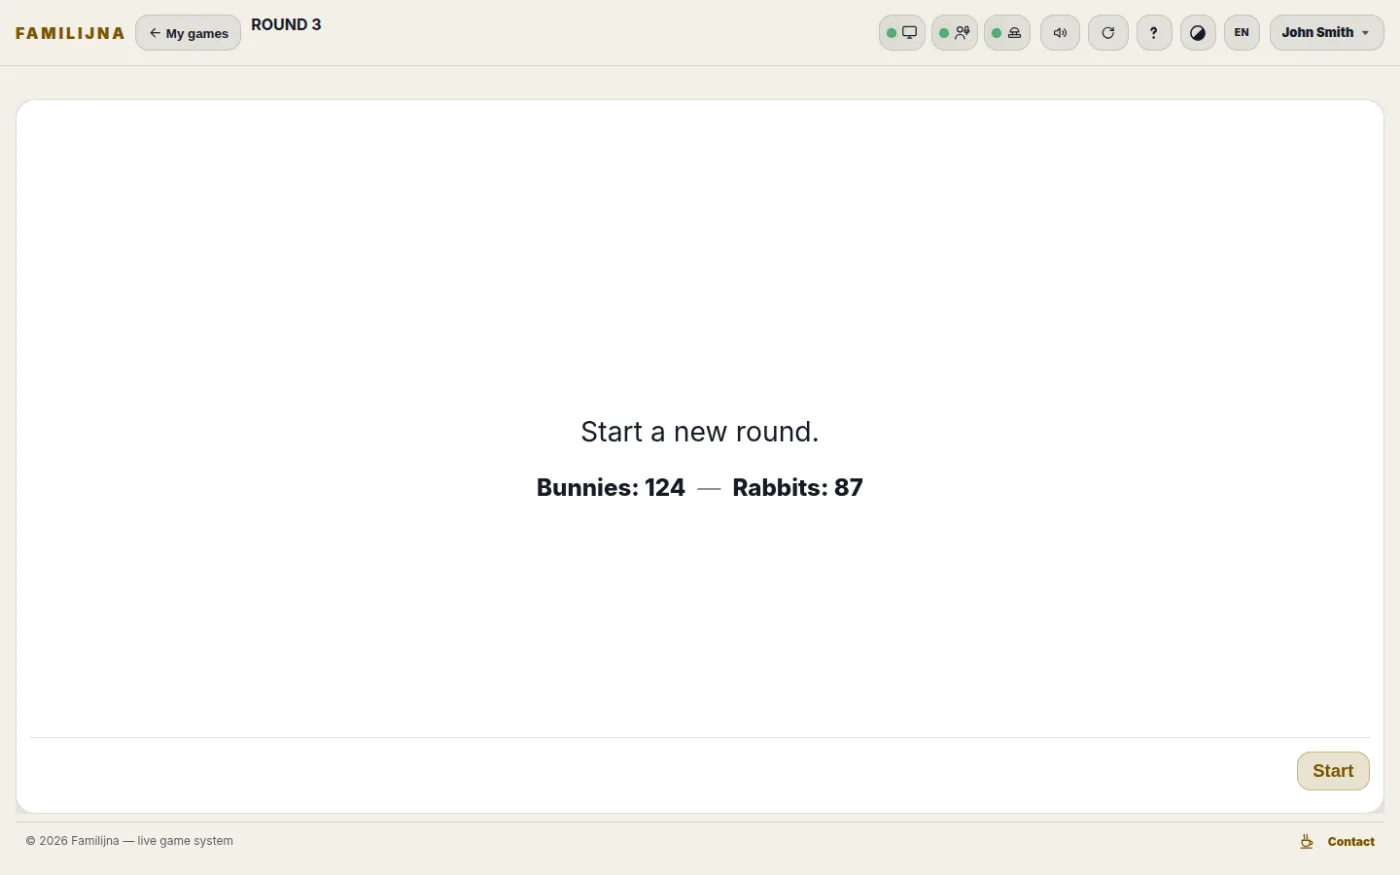 FAMILIJNA
← My games
ROUND 3
?
EN
John Smith
Start a new round.
Bunnies: 124 — Rabbits: 87
Start
© 2026 Familijna — live game system
Contact